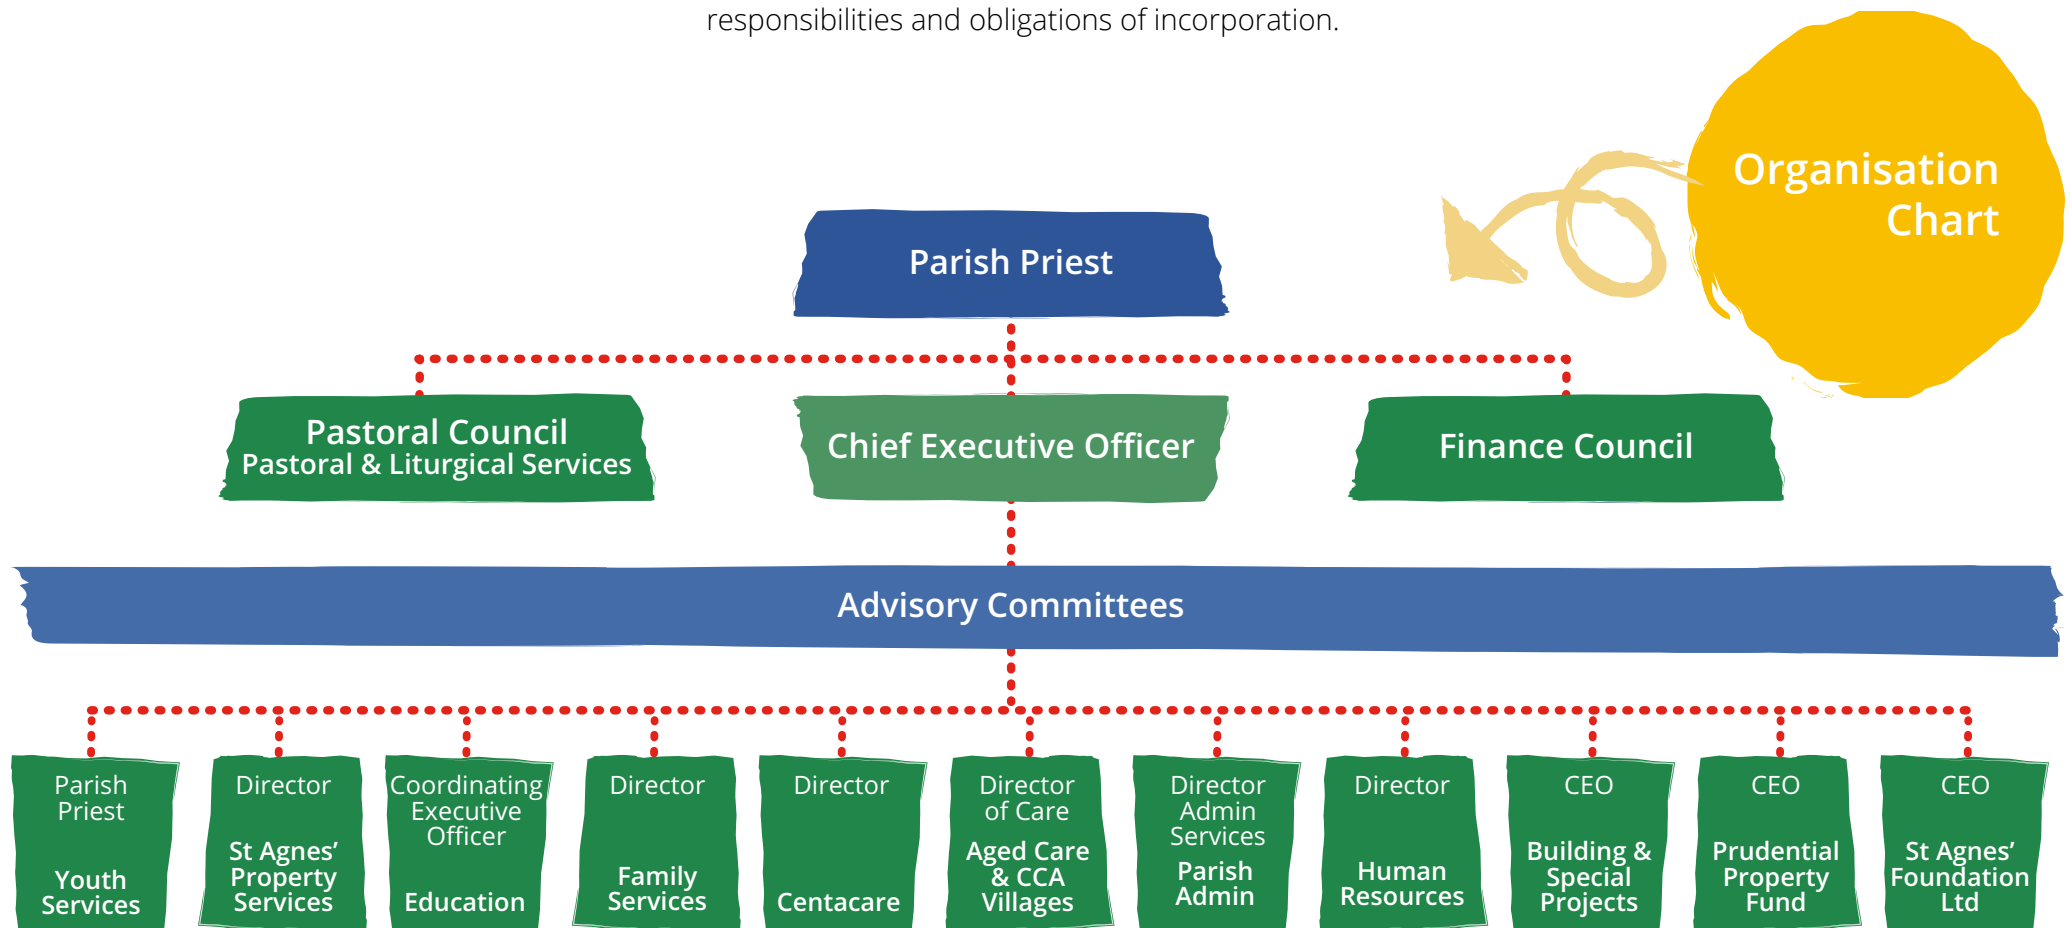 responsibilities and obligations of incorporation.
Organisation
Chart
Parish Priest
Pastoral Council
Pastoral & Liturgical Services
Chief Executive Officer
Finance Council
Advisory Committees
Parish
Priest
Youth
Services
Director
St Agnes’
Property
Services
Coordinating
Executive
Officer
Education
Director
Family
Services
Director
Centacare
Director
of Care
Aged Care
& CCA
Villages
Director
Admin
Services
Parish
Admin
Director
Human
Resources
CEO
Building &
Special
Projects
CEO
Prudential
Property
Fund
CEO
St Agnes’
Foundation
Ltd